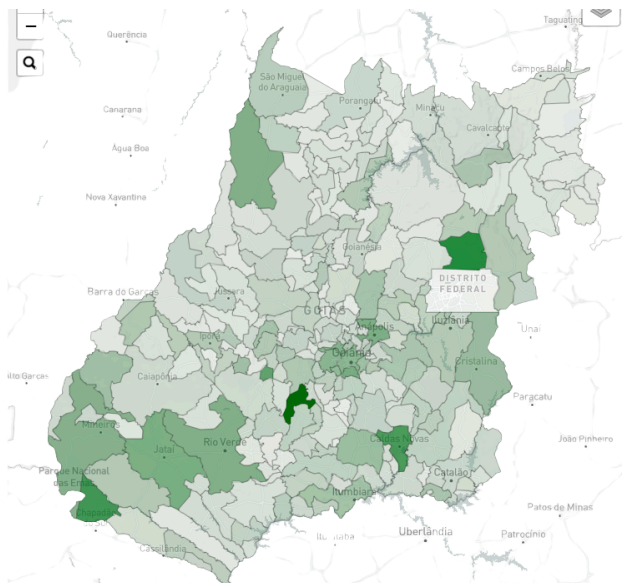 Taguating
Querência
Campos Belos
São Miguel
do Araguaia
Porangatu
Minaçu
Canarana
Cavalcante
Água Boa
Nova Xavantina
Goianésia
DISTRITO
FEDERAL
Barra do Garças
Jussara
GOIÁS
Anápolis
Luziânia
Unaí
Iporá
Goiânia
Cristalina
Caiapônia
Paracatu
Mineiros
Rio Verde
Caldas Novas
João Pinheiro
Jataí
Parque Nacional
das Emas
Catalão
Itumbiara
Patos de Minas
Chapadão
Uberlândia
Patrocínio
Cassilândia